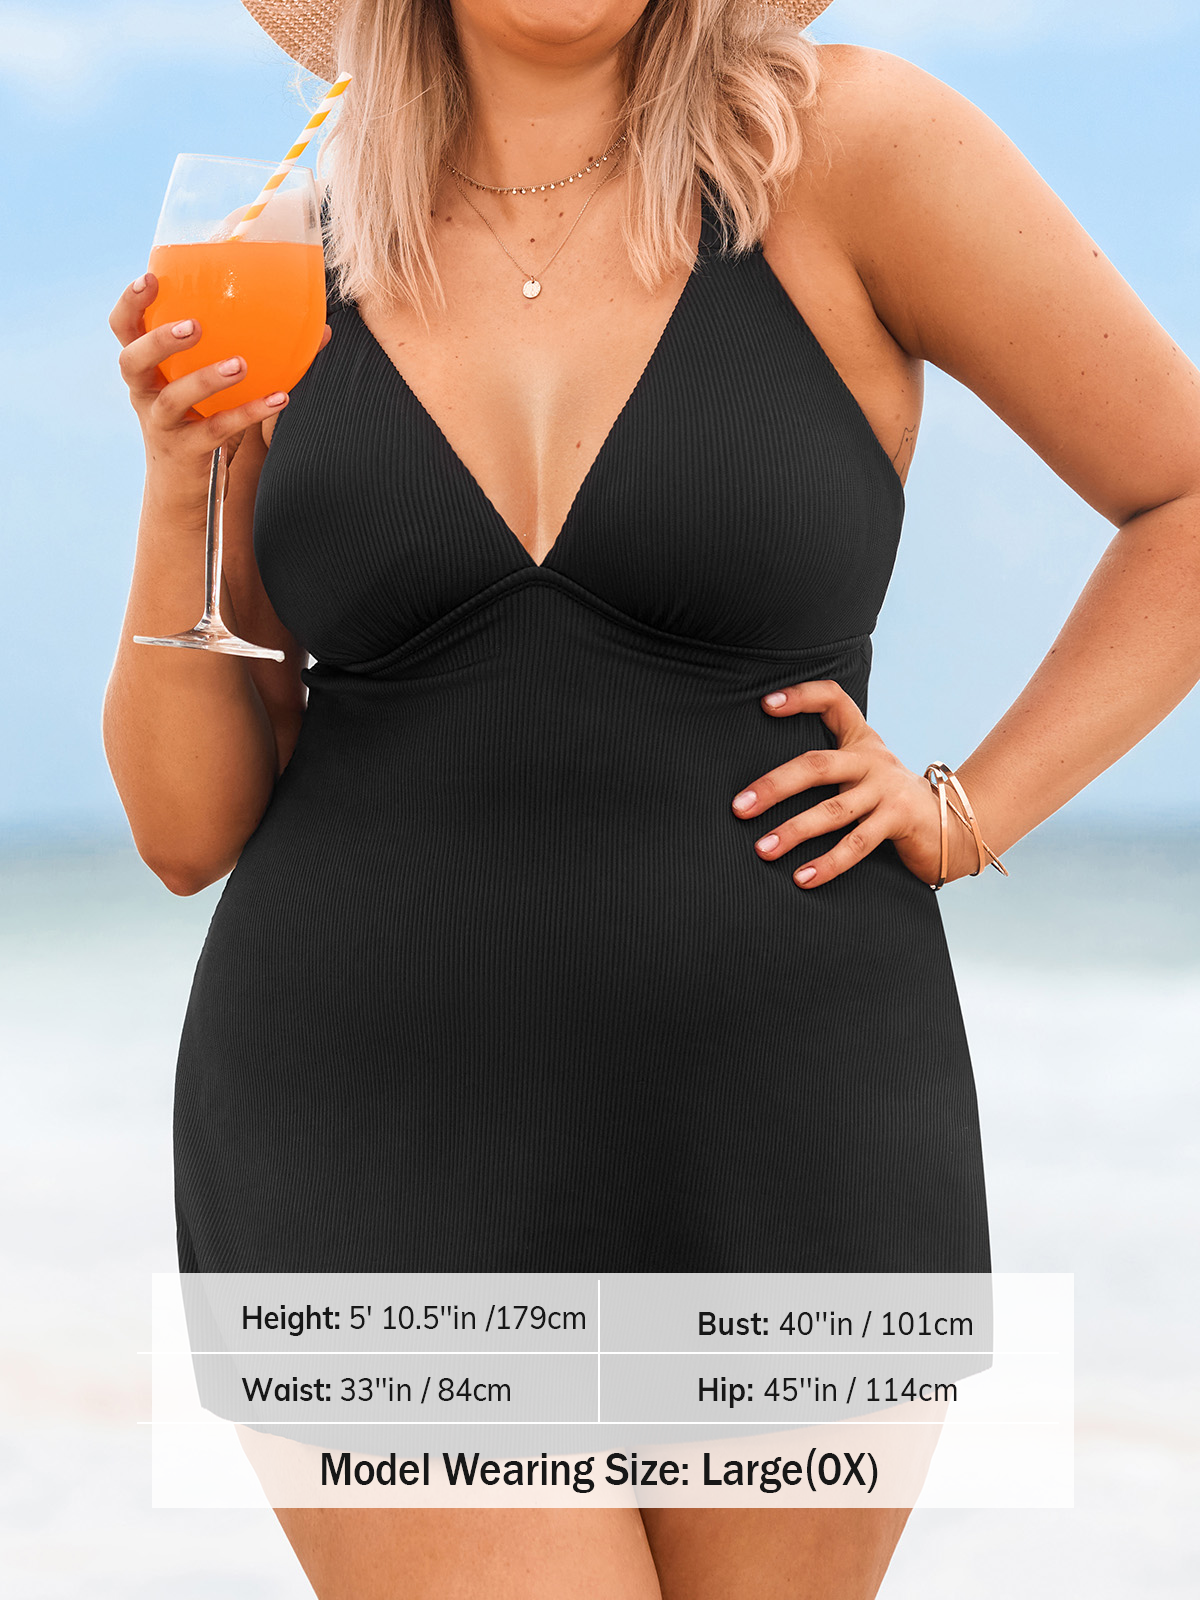 Height: 5' 10.5"in /179cm
Bust: 40"in / 101cm
Waist: 33"in / 84cm
Hip: 45"in / 114cm
Model Wearing Size: Large(0X)